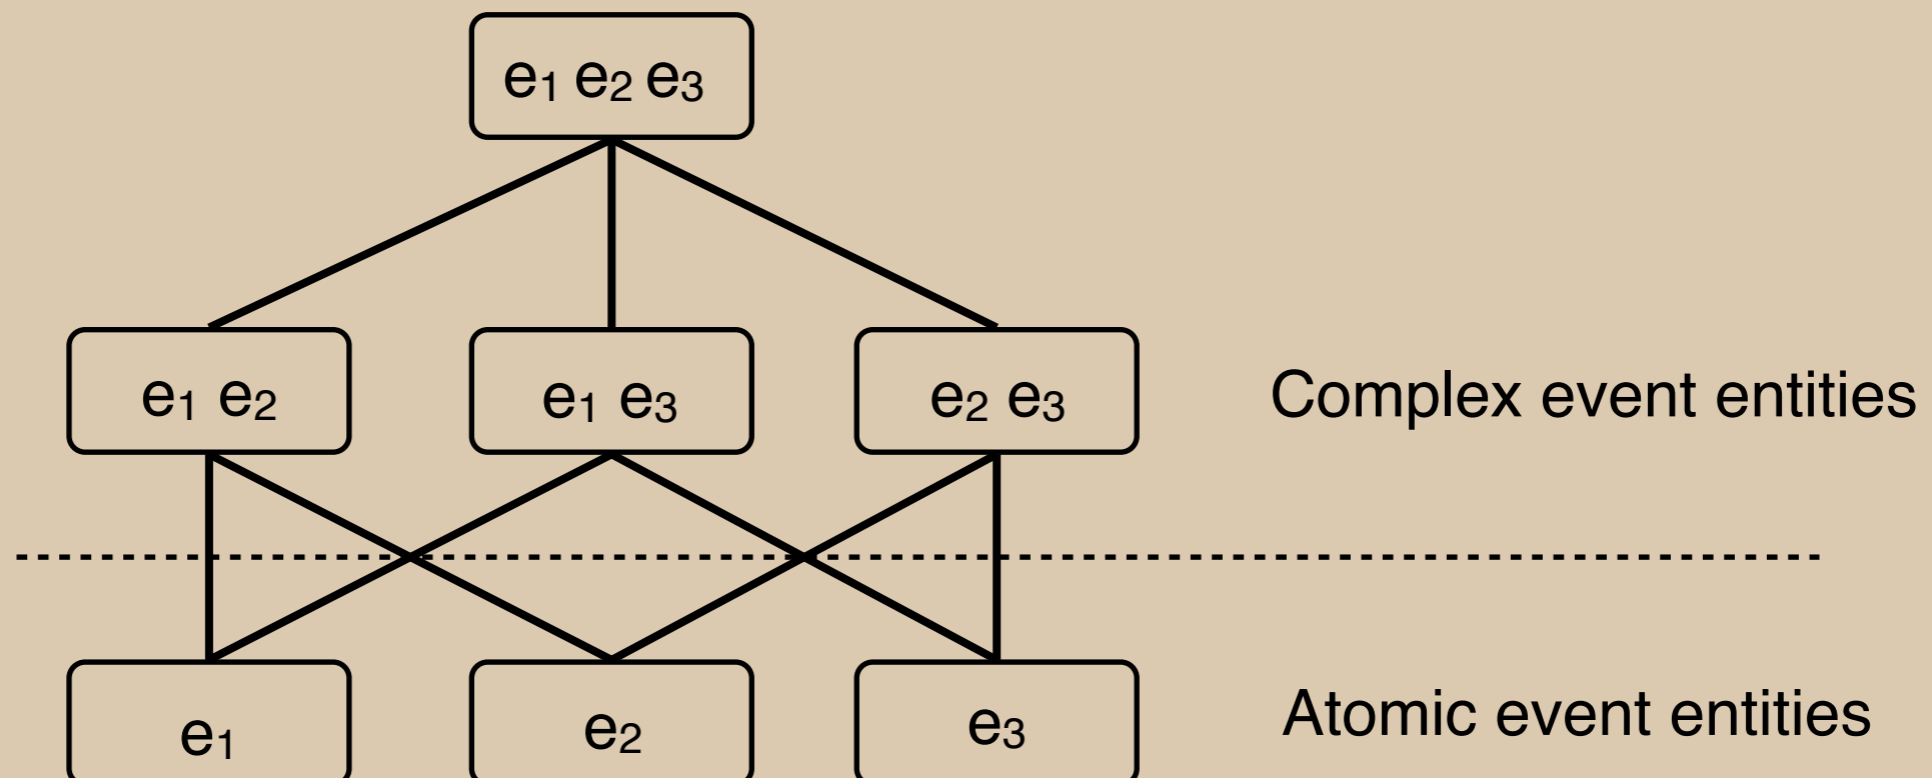 e₁ e₂ e₃
e₁ e₂
e₁ e₃
e₂ e₃
Complex event entities
e₁
e₂
e₃
Atomic event entities